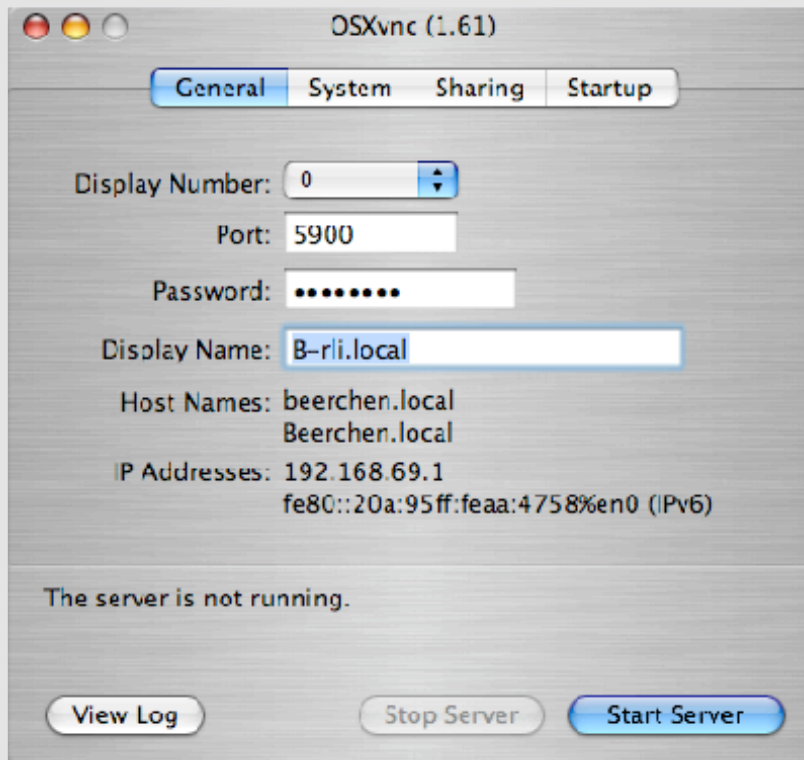 OSXvnc (1.61)
General System Sharing Startup
Display Number: 0
Port: 5900
Password: ••••••••
Display Name: B-rli.local
Host Names: beerchen.local
Beerchen.local
IP Addresses: 192.168.69.1
fe80::20a:95ff:feaa:4758%en0 (IPv6)
The server is not running.
View Log Stop Server Start Server